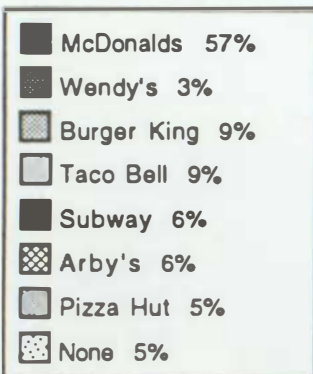 McDonalds 57%
Wendy's 3%
Burger King 9%
Taco Bell 9%
Subway 6%
Arby's 6%
Pizza Hut 5%
None 5%